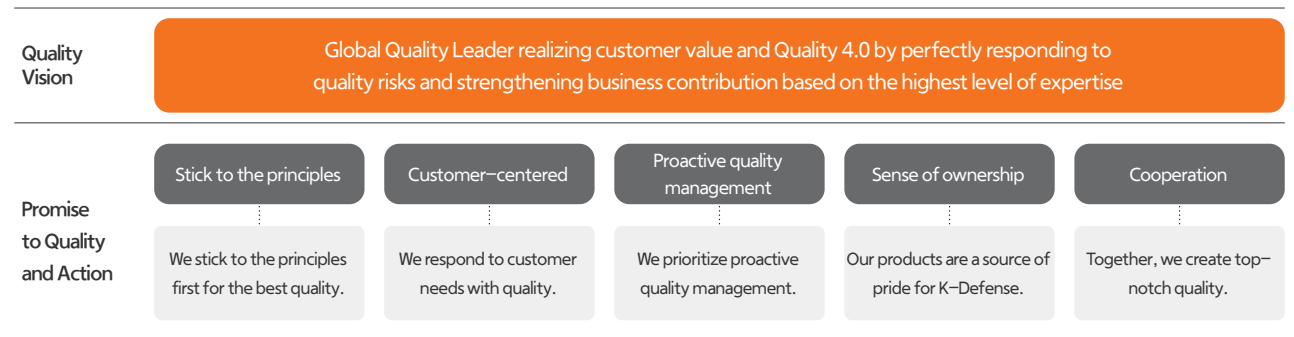 Quality
Vision
Global Quality Leader realizing customer value and Quality 4.0 by perfectly responding to
quality risks and strengthening business contribution based on the highest level of expertise
Promise
to Quality
and Action
Stick to the principles
We stick to the principles
first for the best quality.
Customer-centered
We respond to customer
needs with quality.
Proactive quality
management
We prioritize proactive
quality management.
Sense of ownership
Our products are a source of
pride for K-Defense.
Cooperation
Together, we create top-
notch quality.